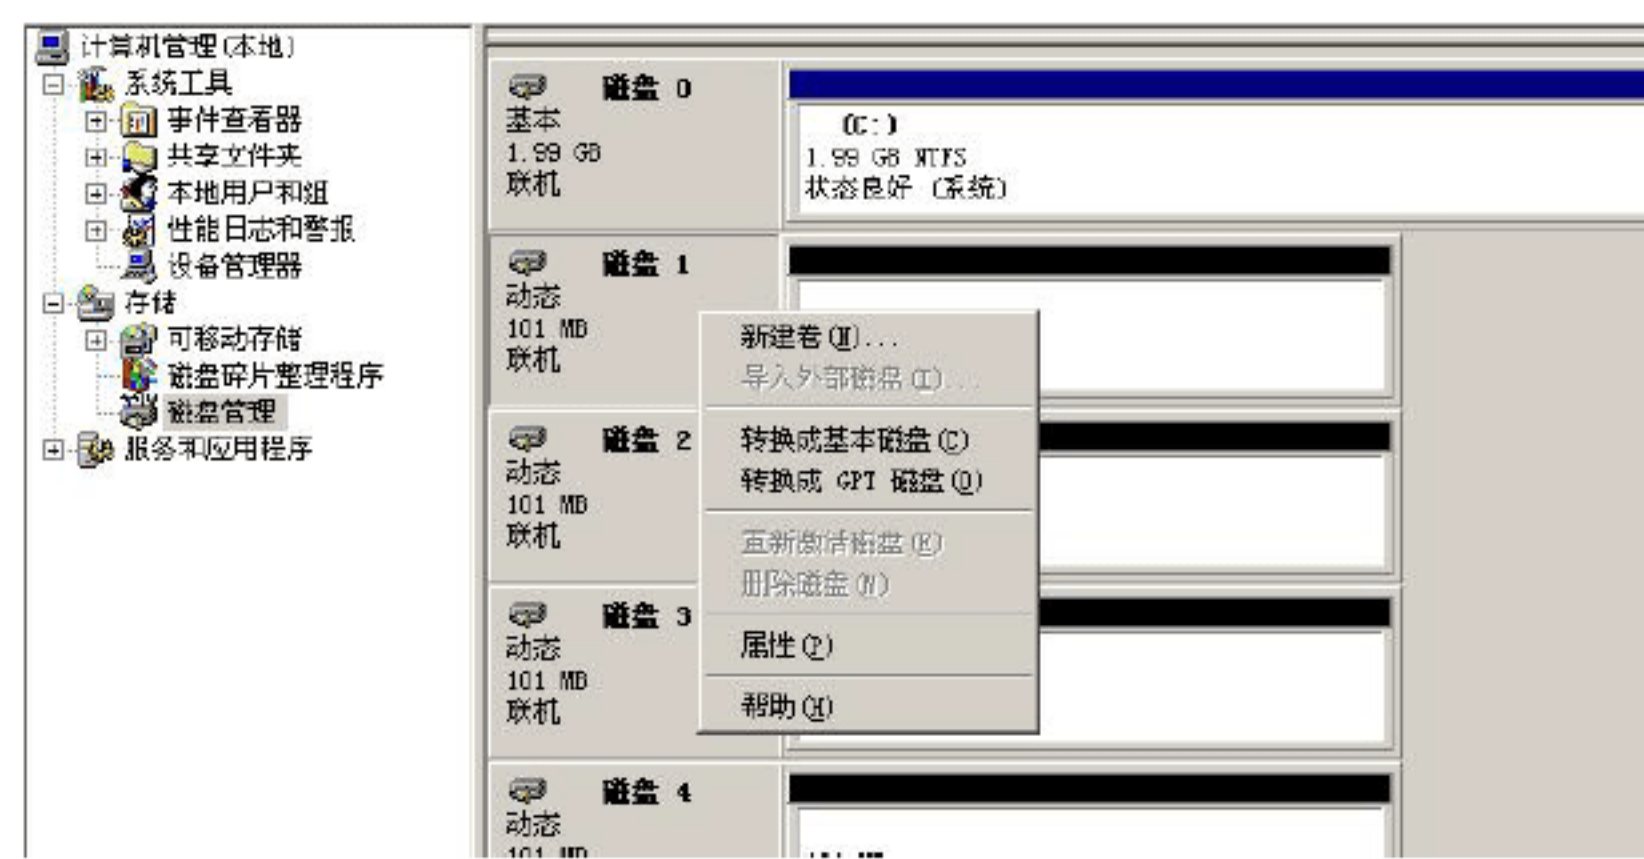 计算机管理(本地)
系统工具
事件查看器
共享文件夹
本地用户和组
性能日志和警报
设备管理器
存储
可移动存储
磁盘碎片整理程序
磁盘管理
服务和应用程序
磁盘 0
基本
1.99 GB
联机
(C:)
1.99 GB NTFS
状态良好 (系统)
磁盘 1
动态
101 MB
联机
磁盘 2
动态
101 MB
联机
磁盘 3
动态
101 MB
联机
磁盘 4
动态
101 MB
新建卷(N)...
导入外部磁盘(I)...
转换成基本磁盘(C)
转换成 GPT 磁盘(O)
重新激活磁盘(E)
删除磁盘(N)
属性(P)
帮助(H)